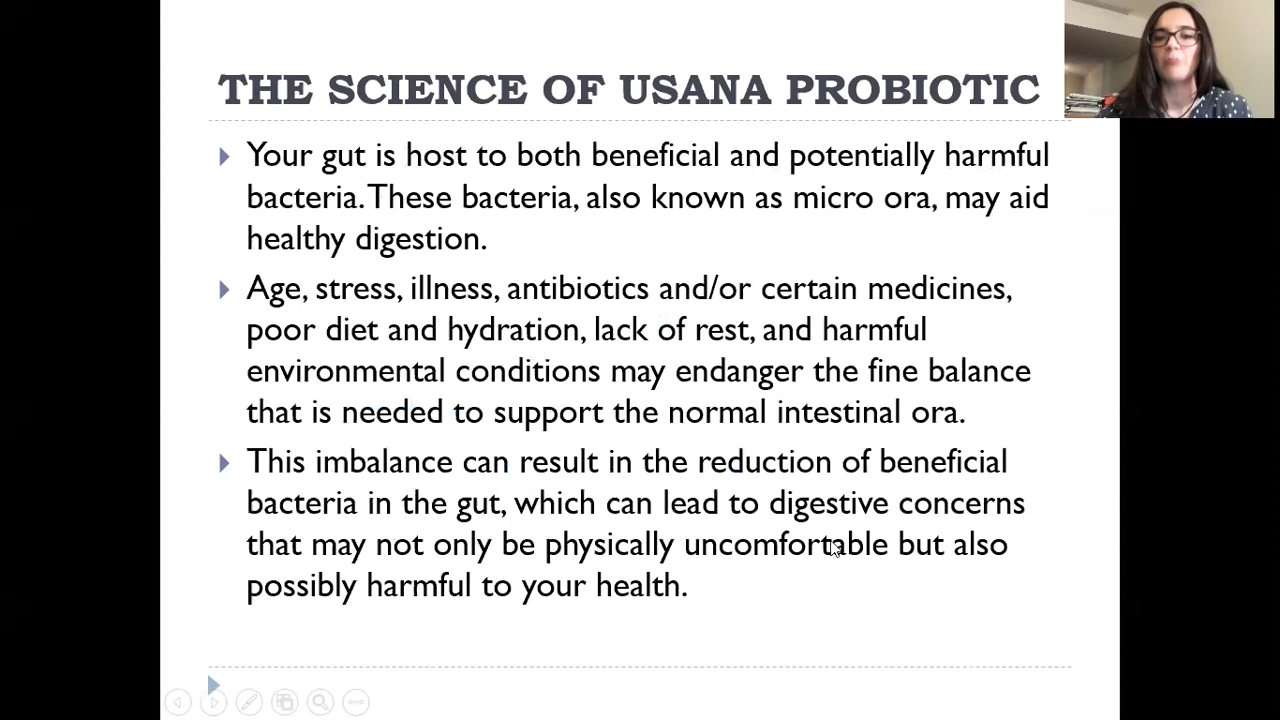 THE SCIENCE OF USANA PROBIOTIC
Your gut is host to both beneficial and potentially harmful
bacteria. These bacteria, also known as micro ora, may aid
healthy digestion.
Age, stress, illness, antibiotics and/or certain medicines,
poor diet and hydration, lack of rest, and harmful
environmental conditions may endanger the fine balance
that is needed to support the normal intestinal ora.
This imbalance can result in the reduction of beneficial
bacteria in the gut, which can lead to digestive concerns
that may not only be physically uncomfortable but also
possibly harmful to your health.